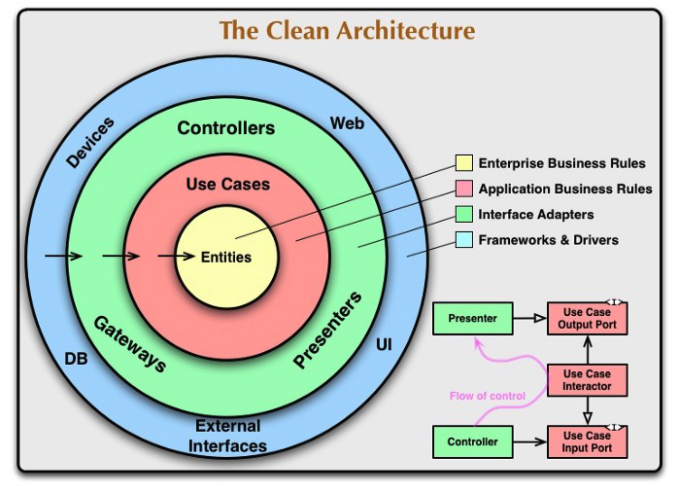 The Clean Architecture
Devices
Web
Controllers
Use Cases
Entities
Gateways
Presenters
DB
UI
External
Interfaces
Enterprise Business Rules
Application Business Rules
Interface Adapters
Frameworks & Drivers
Presenter
<I>
Use Case
Output Port
Use Case
Interactor
Flow of control
Controller
<I>
Use Case
Input Port